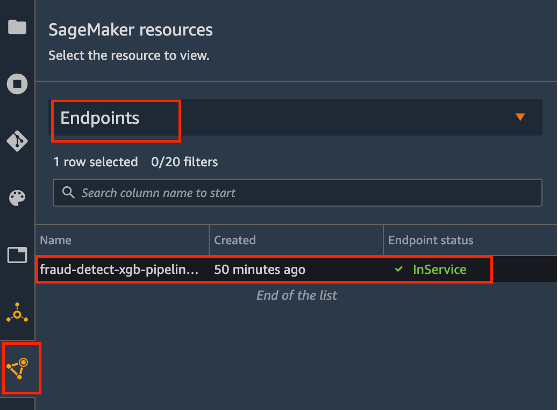 SageMaker resources
Select the resource to view.
Endpoints
1 row selected 0/20 filters
Search column name to start
Name Created Endpoint status
fraud-detect-xgb-pipelin... 50 minutes ago InService
End of the list